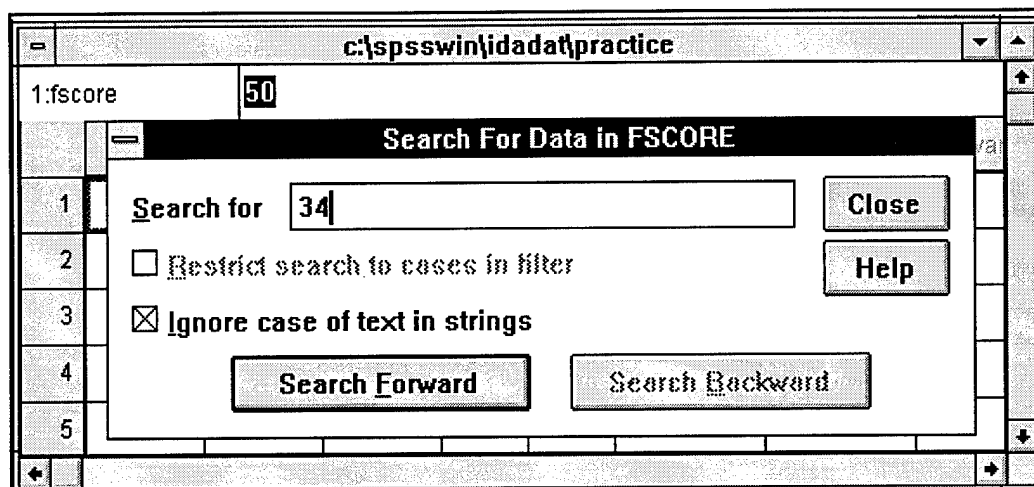 c:\spsswin\idadat\practice
1:fscore 50
Search For Data in FSCORE
va
1 Search for 34 Close
2 Restrict search to cases in filter Help
3 Ignore case of text in strings
4 Search Forward Search Backward
5